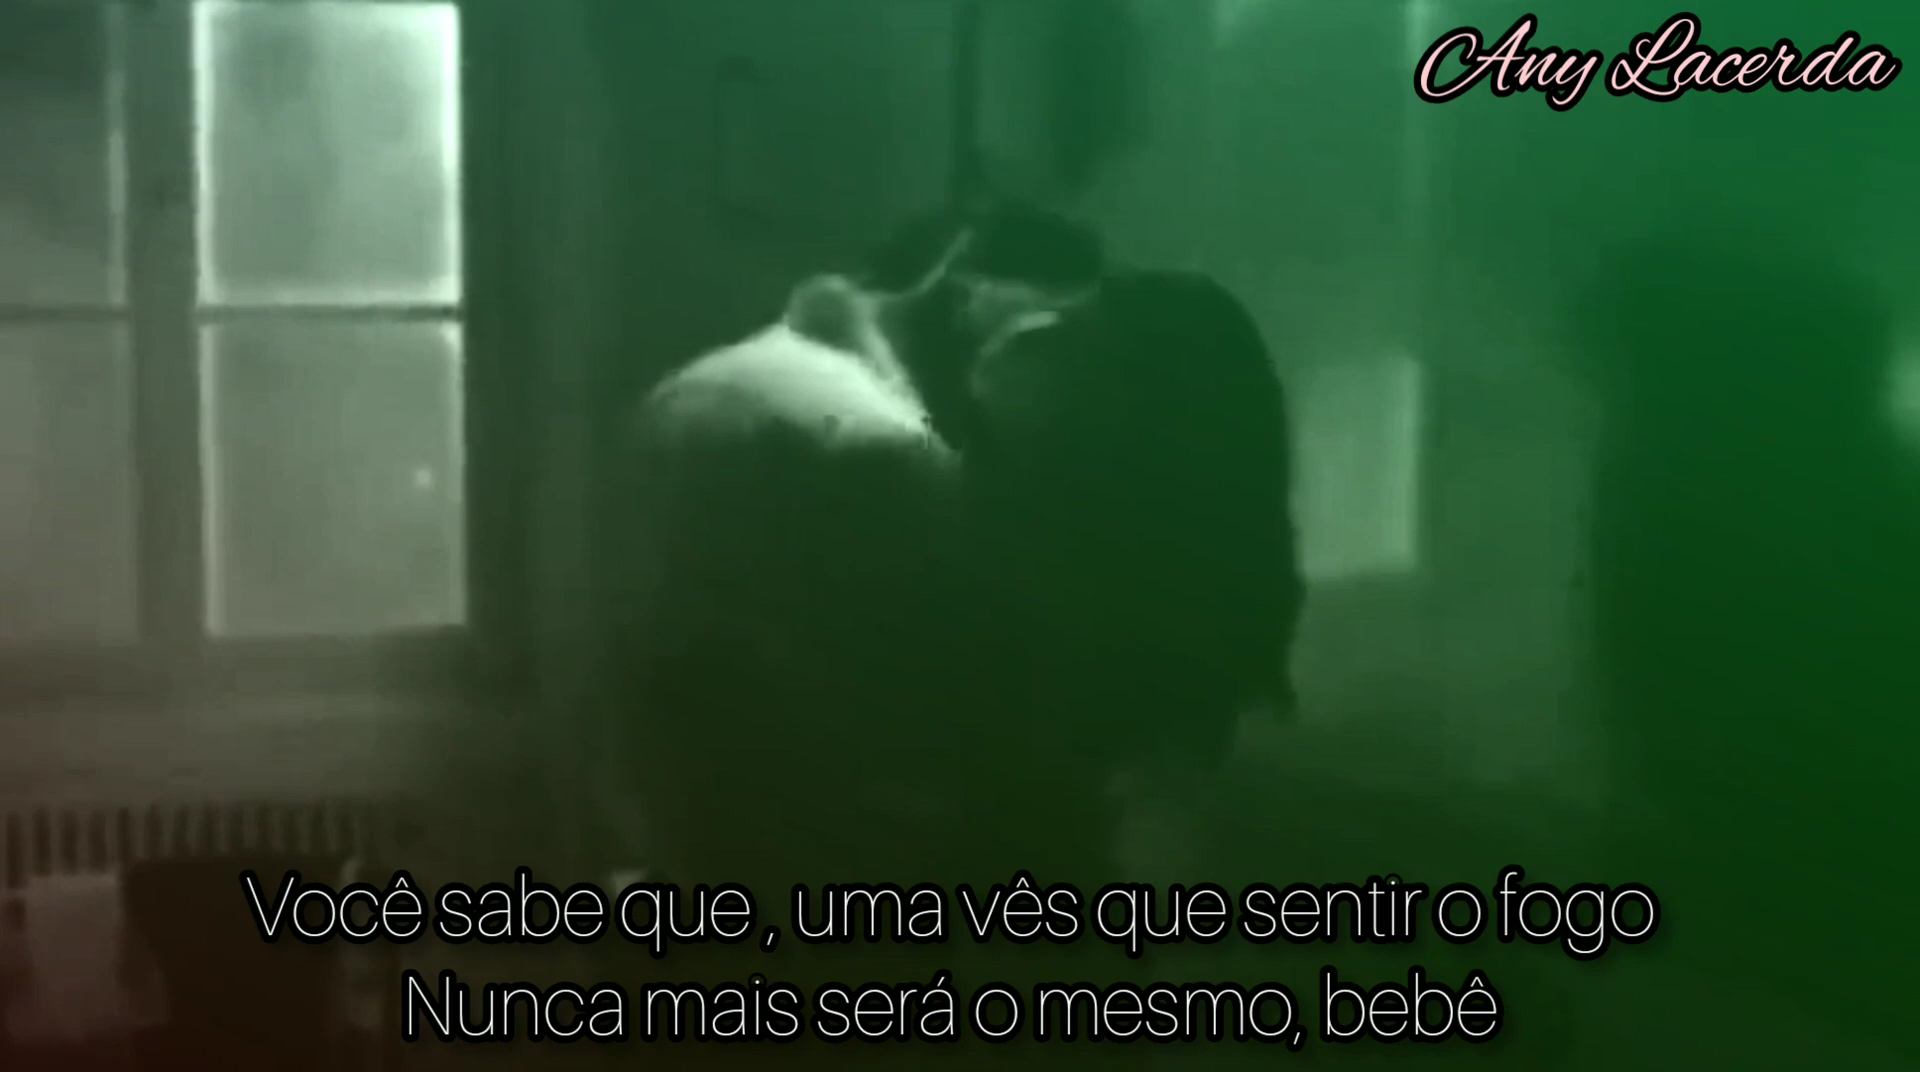 Any Lacerda
Você sabe que , uma vês que sentir o fogo
Nunca mais será o mesmo, bebê